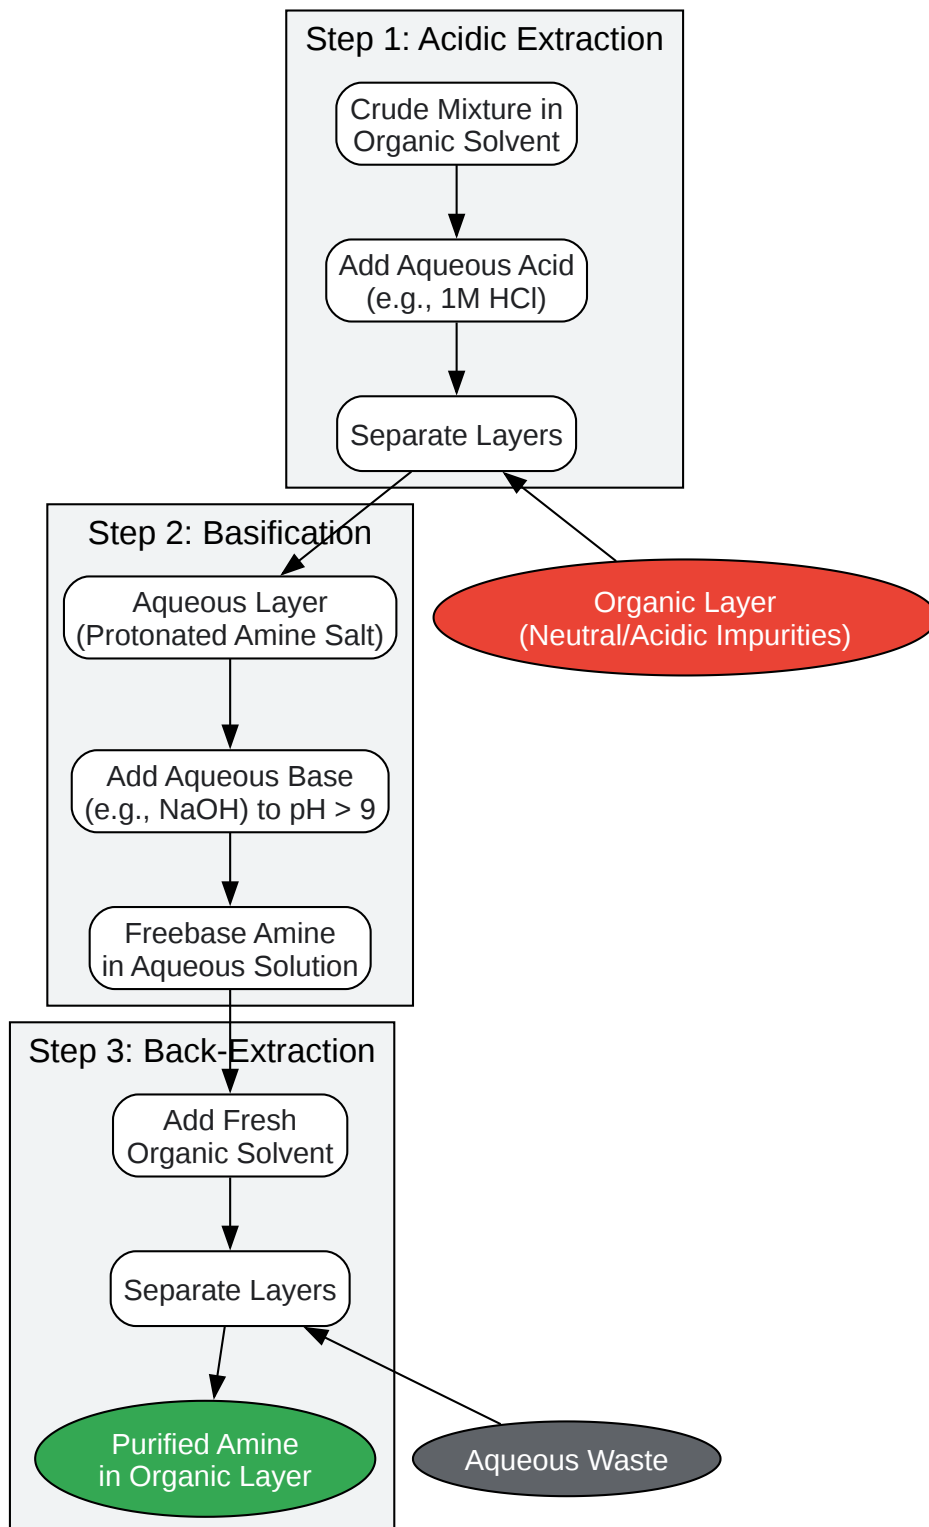 Step 1: Acidic Extraction
Crude Mixture in
Organic Solvent
Add Aqueous Acid
(e.g., 1M HCl)
Separate Layers
Step 2: Basification
Aqueous Layer
(Protonated Amine Salt)
Organic Layer
(Neutral/Acidic Impurities)
Add Aqueous Base
(e.g., NaOH) to pH > 9
Freebase Amine
in Aqueous Solution
Step 3: Back-Extraction
Add Fresh
Organic Solvent
Separate Layers
Purified Amine
in Organic Layer
Aqueous Waste